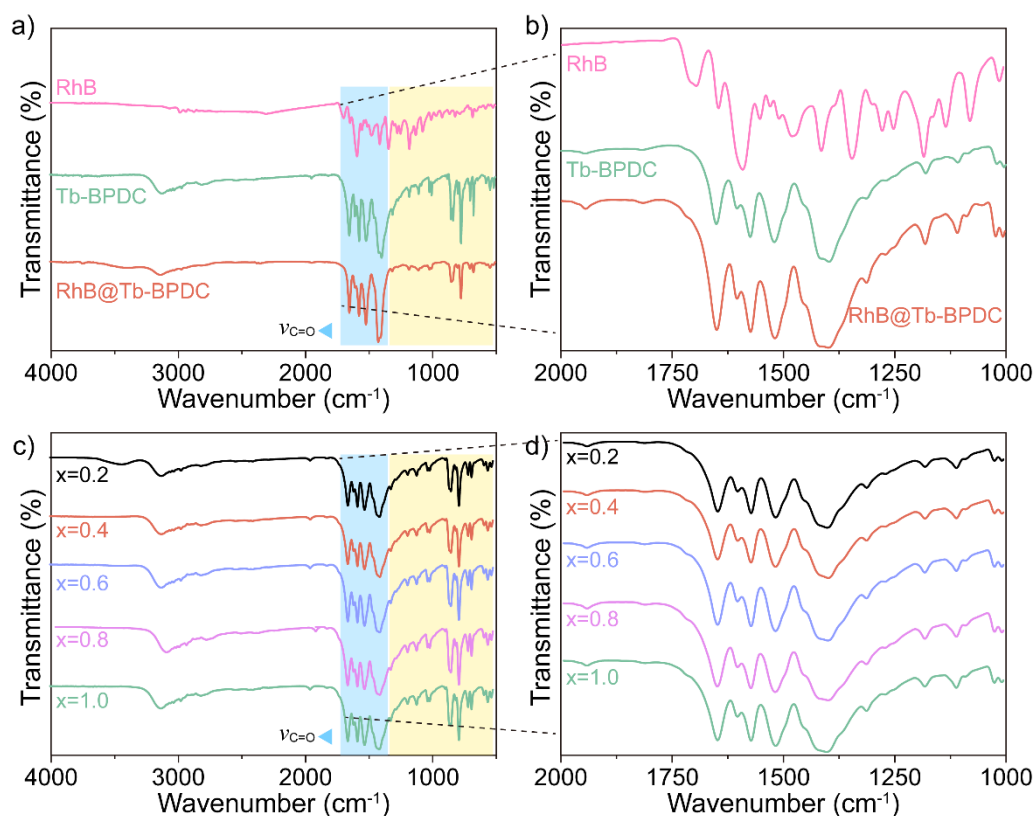 a)
RhB
Tb-BPDC
RhB@Tb-BPDC
νC=O
Transmittance (%)
4000 3000 2000 1000
Wavenumber (cm-1)
b)
RhB
Tb-BPDC
RhB@Tb-BPDC
Transmittance (%)
2000 1750 1500 1250 1000
Wavenumber (cm-1)
c)
x=0.2
x=0.4
x=0.6
x=0.8
x=1.0
νC=O
Transmittance (%)
4000 3000 2000 1000
Wavenumber (cm-1)
d)
x=0.2
x=0.4
x=0.6
x=0.8
x=1.0
Transmittance (%)
2000 1750 1500 1250 1000
Wavenumber (cm-1)